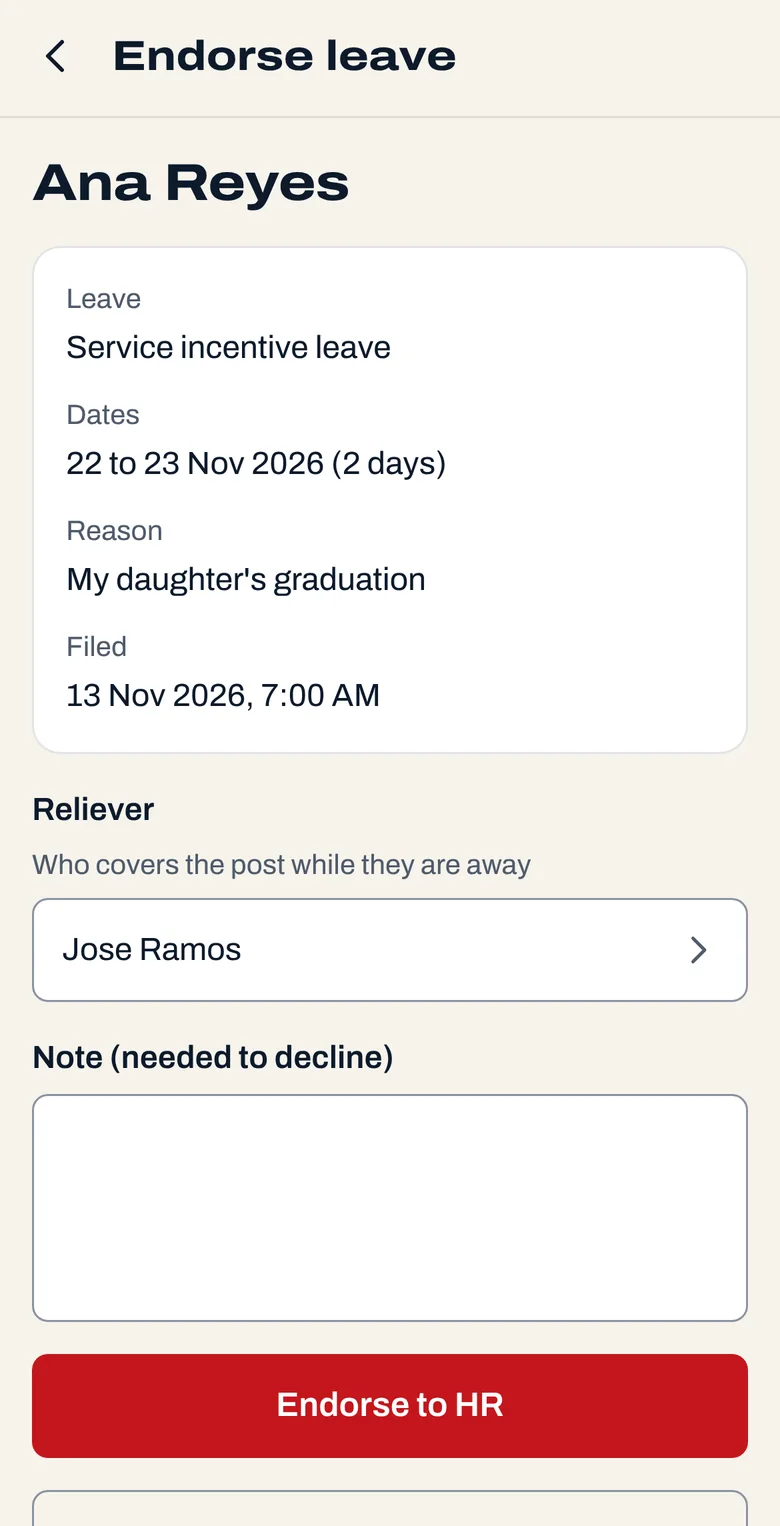 Endorse leave
Ana Reyes
Leave
Service incentive leave
Dates
22 to 23 Nov 2026 (2 days)
Reason
My daughter's graduation
Filed
13 Nov 2026, 7:00 AM
Reliever
Who covers the post while they are away
Jose Ramos
Note (needed to decline)
Endorse to HR